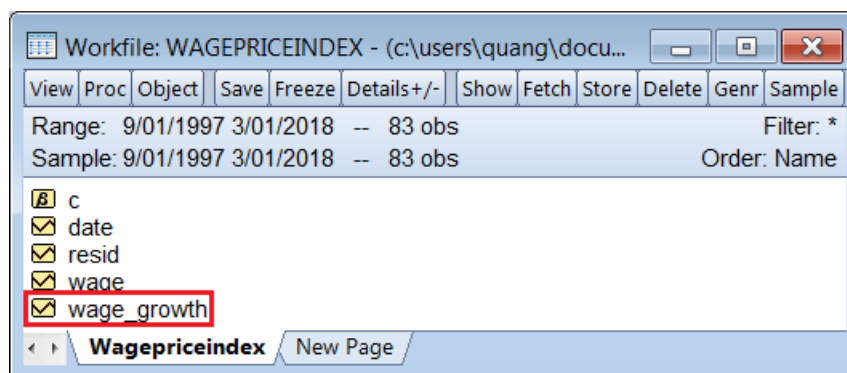 Workfile: WAGEPRICEINDEX - (c:\users\quang\docu...
View Proc Object Save Freeze Details+/- Show Fetch Store Delete Genr Sample
Range: 9/01/1997 3/01/2018 -- 83 obs Filter: *
Sample: 9/01/1997 3/01/2018 -- 83 obs Order: Name
β c
date
resid
wage
wage_growth
Wagepriceindex New Page